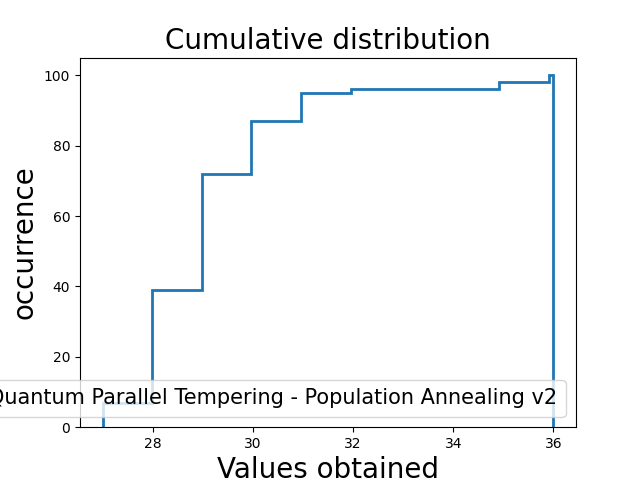 Cumulative distribution
100
80
60
40
20
0
occurrence
Quantum Parallel Tempering - Population Annealing v2
28 30 32 34 36
Values obtained